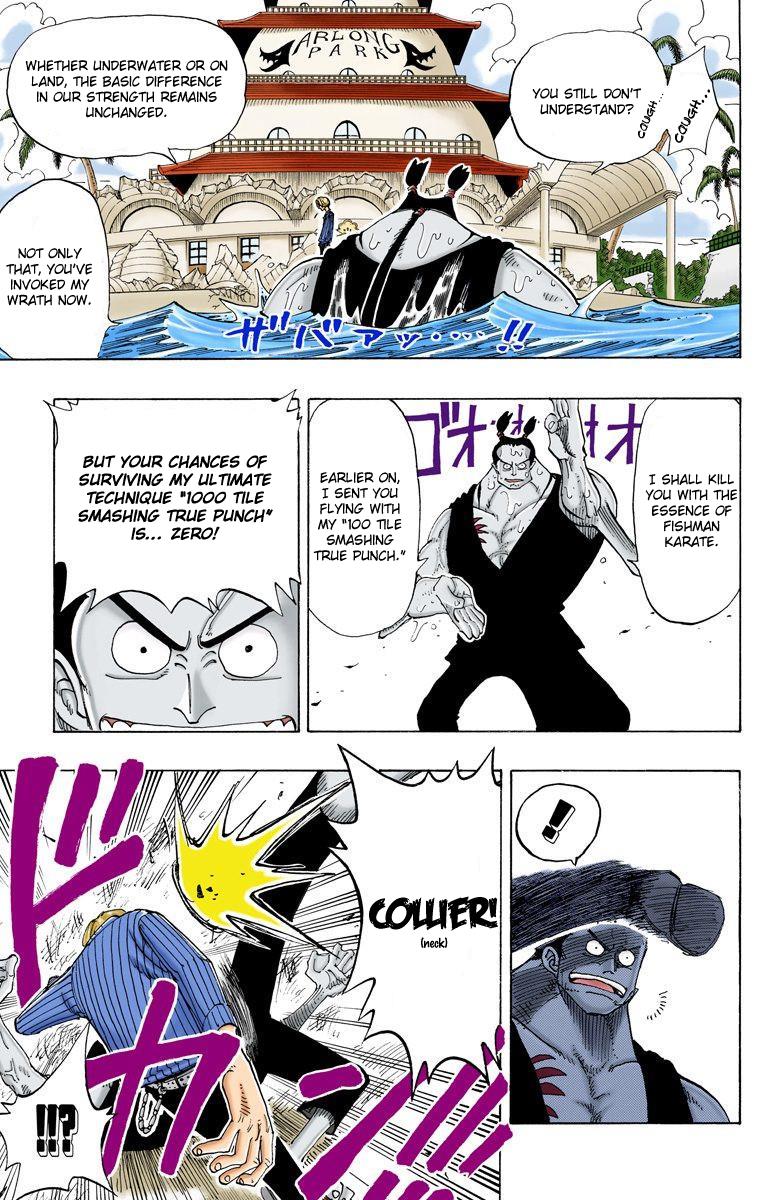 ARLONG
PARK
YOU STILL DON'T
UNDERSTAND?
COUGH...
COUGH...
WHETHER UNDERWATER OR ON
LAND, THE BASIC DIFFERENCE
IN OUR STRENGTH REMAINS
UNCHANGED.
NOT ONLY
THAT, YOU'VE
INVOKED MY
WRATH NOW.
ザバァッ・・・・!!
ゴオオオオ
I SHALL KILL
YOU WITH THE
ESSENCE OF
FISHMAN
KARATE.
EARLIER ON,
I SENT YOU
FLYING WITH
MY "100 TILE
SMASHING
TRUE PUNCH."
BUT YOUR CHANCES OF
SURVIVING MY ULTIMATE
TECHNIQUE "1000 TILE
SMASHING TRUE PUNCH"
IS... ZERO!
!
COLLIER!
(neck)
ドカン!!
!!?